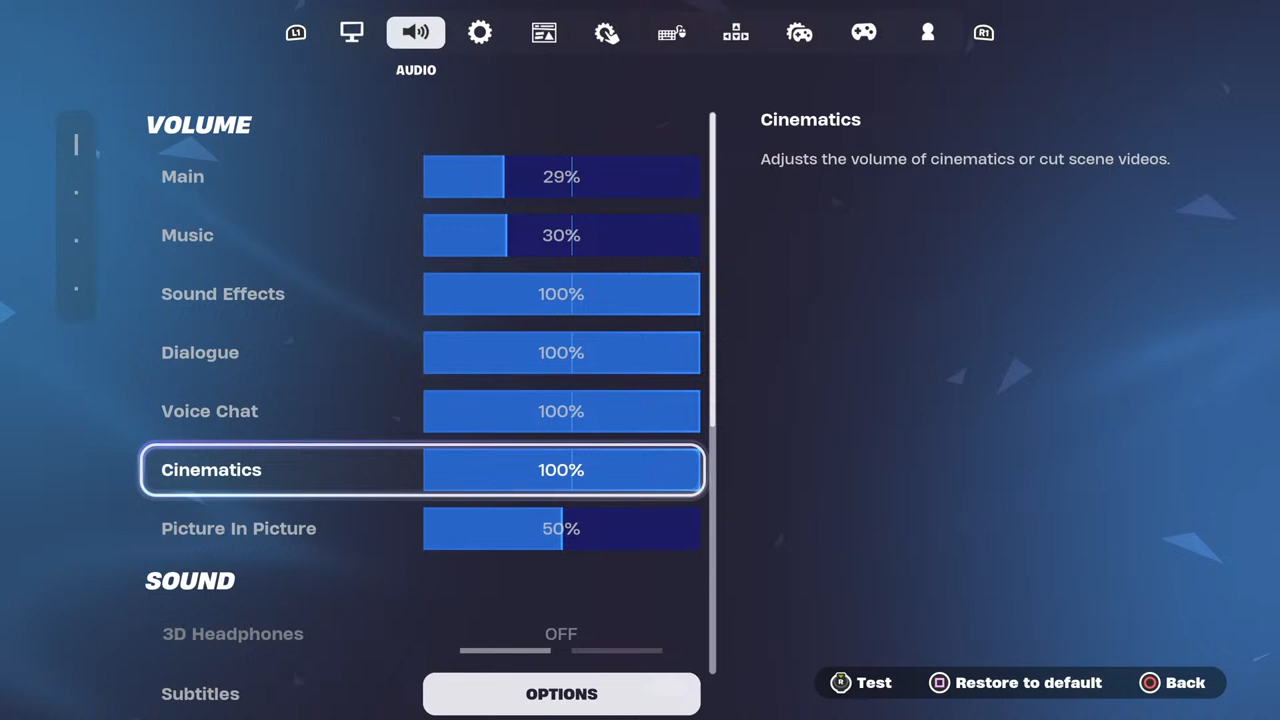 L1
R1
AUDIO
VOLUME
Main 29%
Music 30%
Sound Effects 100%
Dialogue 100%
Voice Chat 100%
Cinematics 100%
Picture In Picture 50%
SOUND
3D Headphones OFF
Subtitles OPTIONS
Cinematics
Adjusts the volume of cinematics or cut scene videos.
R Test Restore to default Back